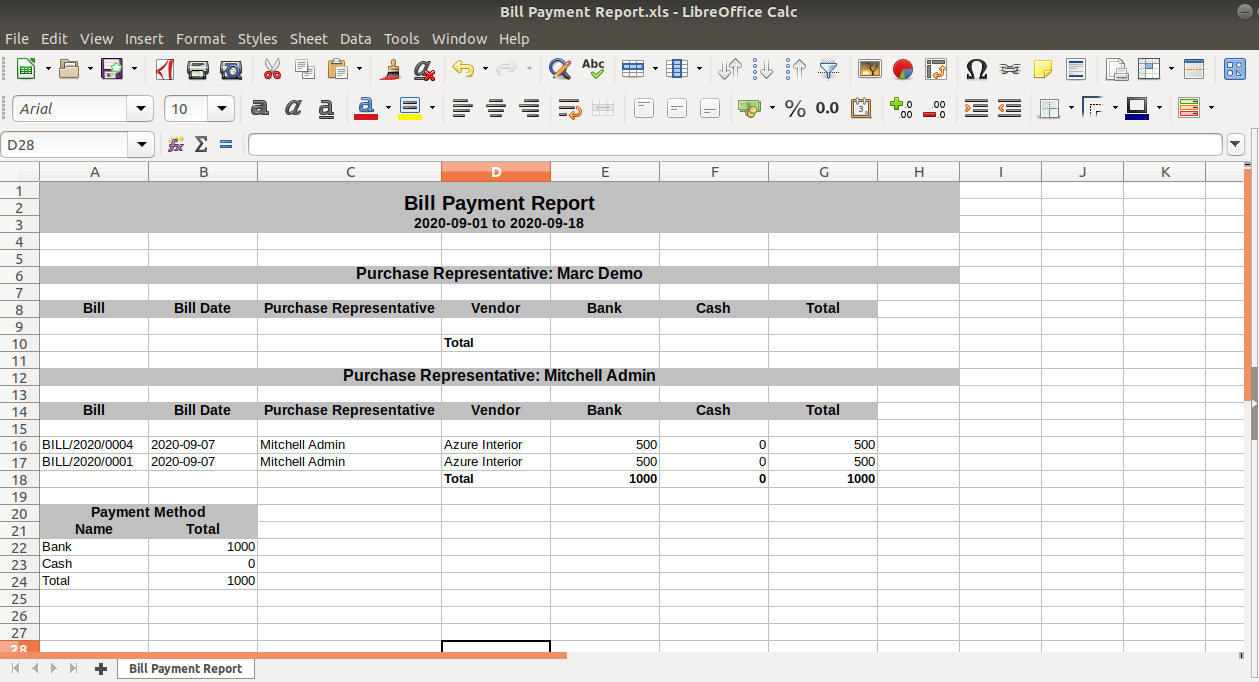 Bill Payment Report.xls - LibreOffice Calc
File Edit View Insert Format Styles Sheet Data Tools Window Help
Abc
Arial 10 a a a a % 0.0 3 .00 .00
D28
A B C D E F G H I J K
1
2 Bill Payment Report
3 2020-09-01 to 2020-09-18
4
5
6 Purchase Representative: Marc Demo
7
8 Bill Bill Date Purchase Representative Vendor Bank Cash Total
9
10 Total
11
12 Purchase Representative: Mitchell Admin
13
14 Bill Bill Date Purchase Representative Vendor Bank Cash Total
15
16 BILL/2020/0004 2020-09-07 Mitchell Admin Azure Interior 500 0 500
17 BILL/2020/0001 2020-09-07 Mitchell Admin Azure Interior 500 0 500
18 Total 1000 0 1000
19
20 Payment Method
21 Name Total
22 Bank 1000
23 Cash 0
24 Total 1000
25
26
27
28
Bill Payment Report